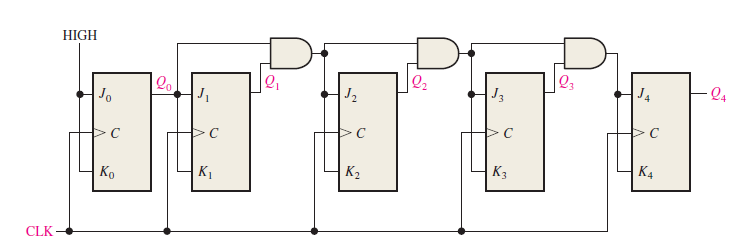 HIGH
Q0 Q1 Q2 Q3
J0 J1 J2 J3 J4 Q4
C C C C C
K0 K1 K2 K3 K4
CLK